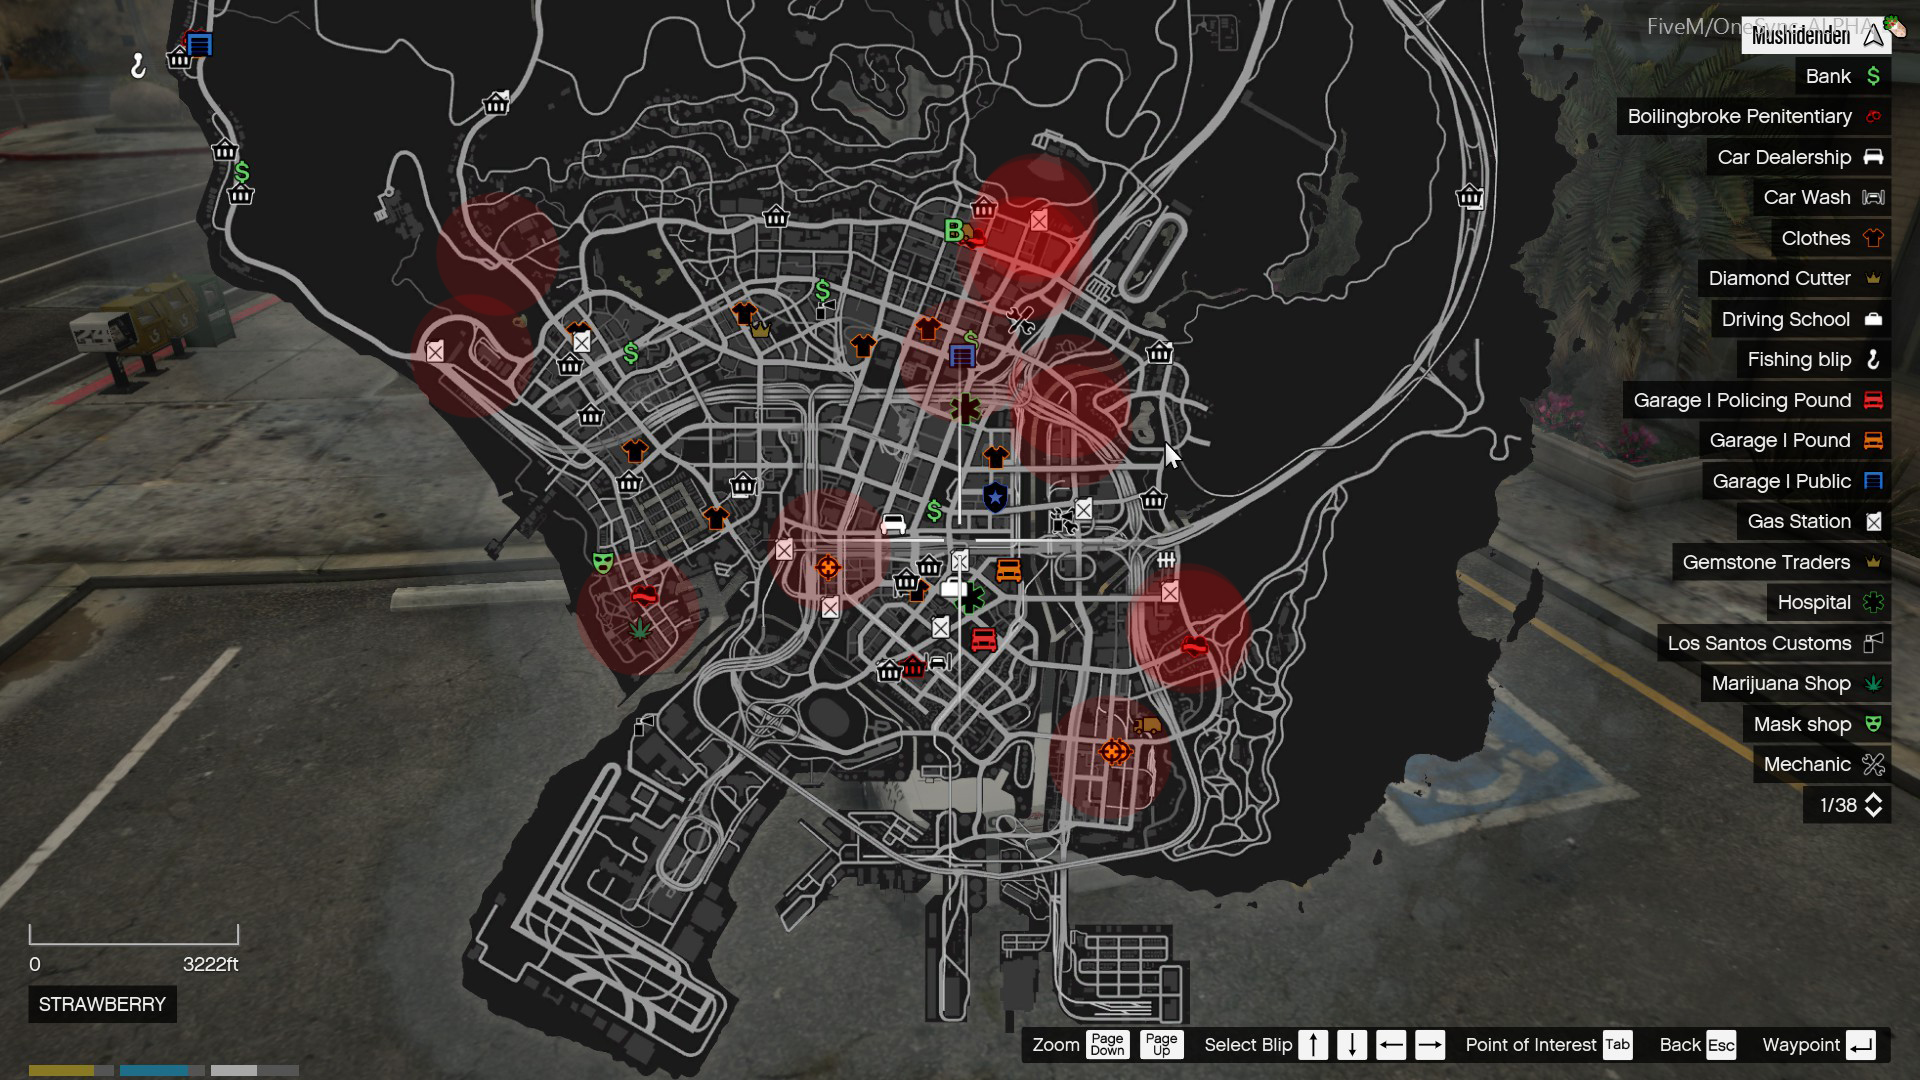 FiveM/OneSync ALPHA
Mushidenden
Bank
Boilingbroke Penitentiary
Car Dealership
Car Wash
Clothes
Diamond Cutter
Driving School
Fishing blip
Garage | Policing Pound
Garage | Pound
Garage | Public
Gas Station
Gemstone Traders
Hospital
Los Santos Customs
Marijuana Shop
Mask shop
Mechanic
1/38
B
0 3222ft
STRAWBERRY
Zoom Page Down Page Up Select Blip ↑ ↓ ← → Point of Interest Tab Back Esc Waypoint